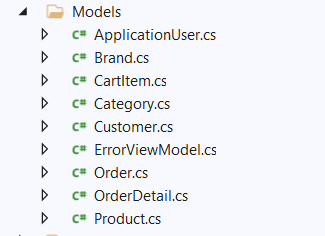 Models
C# ApplicationUser.cs
C# Brand.cs
C# CartItem.cs
C# Category.cs
C# Customer.cs
C# ErrorViewModel.cs
C# Order.cs
C# OrderDetail.cs
C# Product.cs